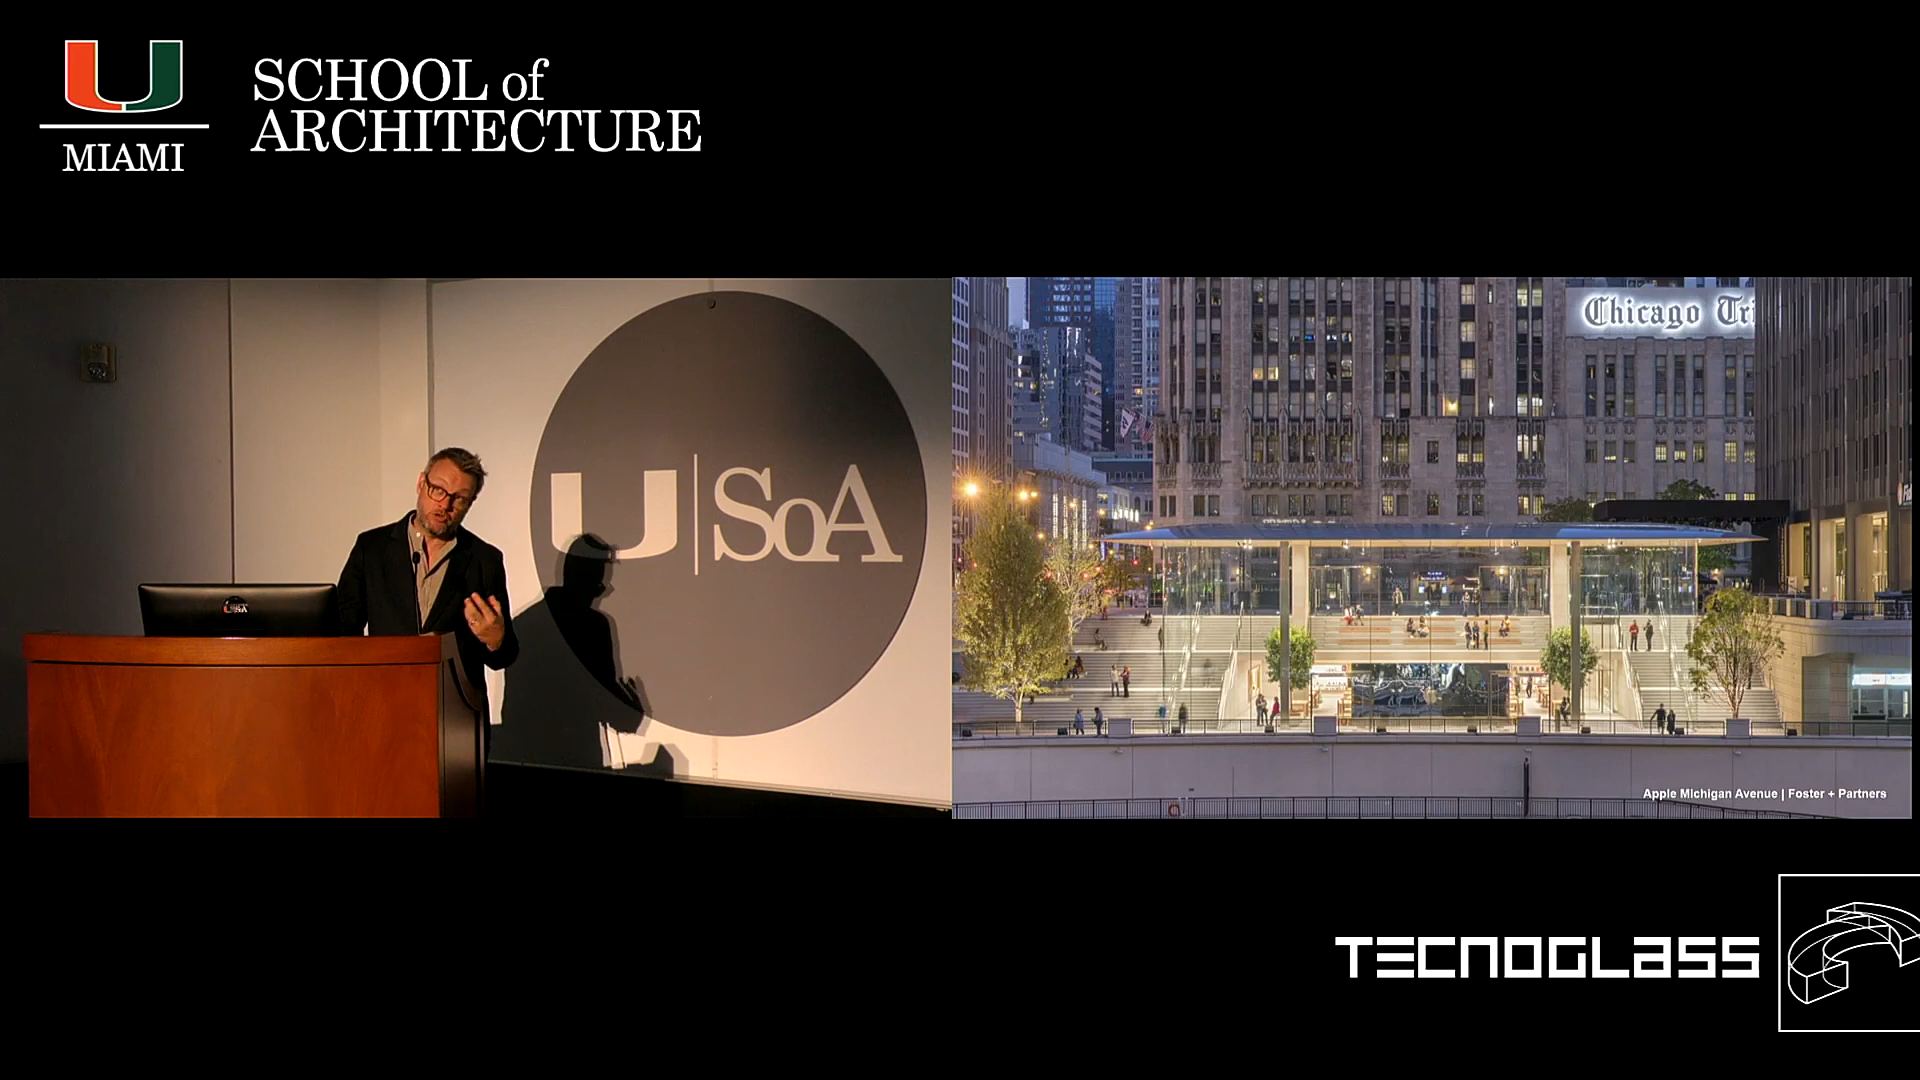 U
MIAMI
SCHOOL of
ARCHITECTURE
U | SoA
Chicago Tri
Apple Michigan Avenue | Foster + Partners
TECNOGLASS